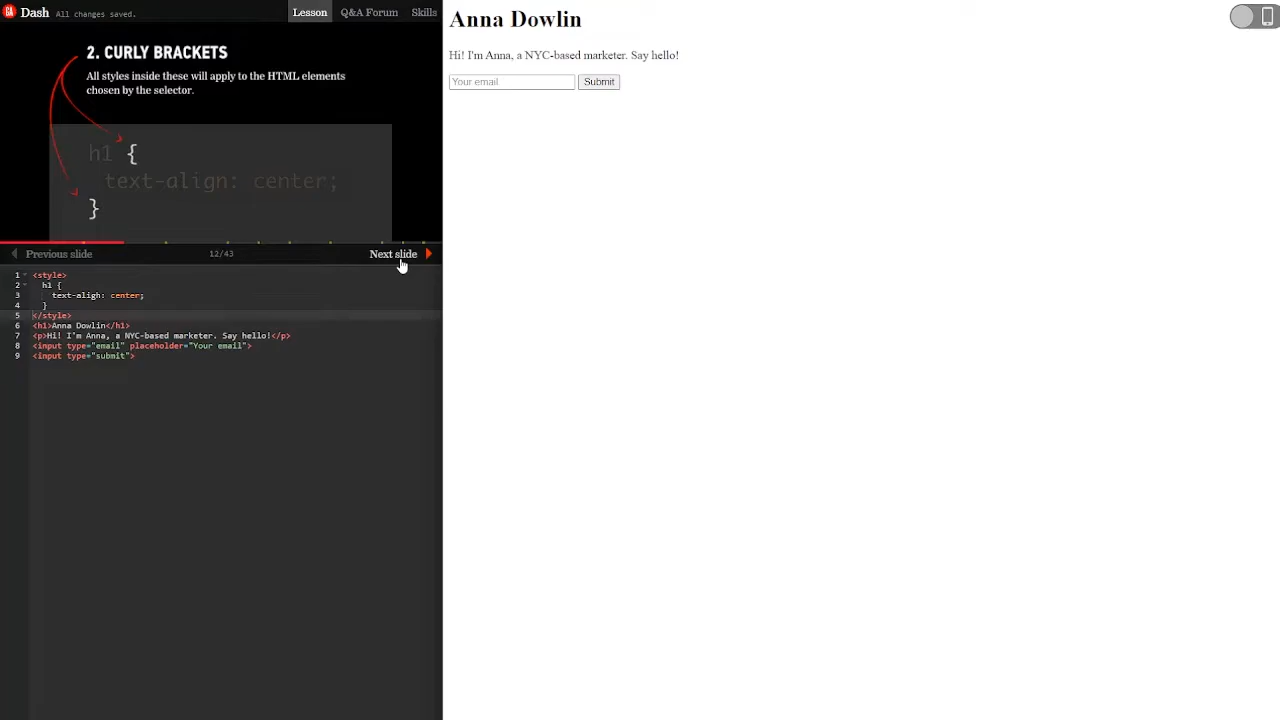 GA Dash All changes saved. Lesson Q&A Forum Skills
2. CURLY BRACKETS
All styles inside these will apply to the HTML elements
chosen by the selector.
h1 {
text-align: center;
}
Previous slide 12/43 Next slide
1 <style>
2 h1 {
3 text-aligh: center;
4 }
5 </style>
6 <h1>Anna Dowlin</h1>
7 <p>Hi! I'm Anna, a NYC-based marketer. Say hello!</p>
8 <input type="email" placeholder="Your email">
9 <input type="submit">
Anna Dowlin
Hi! I'm Anna, a NYC-based marketer. Say hello!
Your email Submit